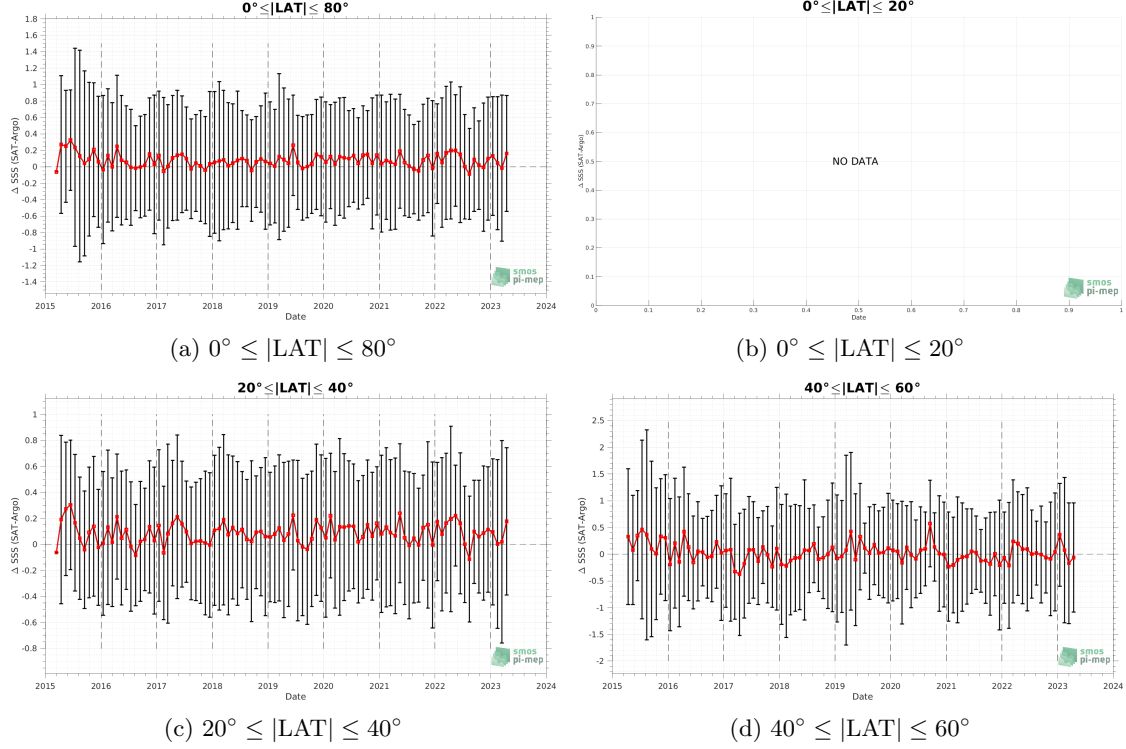 0°≤|LAT|≤ 80°
1.8
1.6
1.4
1.2
1
0.8
0.6
0.4
0.2
0
-0.2
-0.4
-0.6
-0.8
-1
-1.2
-1.4
Δ SSS (SAT-Argo)
2015 2016 2017 2018 2019 2020 2021 2022 2023 2024
Date
smos
pi-mep
(a) 0° ≤ |LAT| ≤ 80°
0°≤|LAT|≤ 20°
1
0.9
0.8
0.7
0.6
0.5
0.4
0.3
0.2
0.1
0
Δ SSS (SAT-Argo)
NO DATA
0 0.1 0.2 0.3 0.4 0.5 0.6 0.7 0.8 0.9 1
Date
smos
pi-mep
(b) 0° ≤ |LAT| ≤ 20°
20°≤|LAT|≤ 40°
1
0.8
0.6
0.4
0.2
0
-0.2
-0.4
-0.6
-0.8
Δ SSS (SAT-Argo)
2015 2016 2017 2018 2019 2020 2021 2022 2023 2024
Date
smos
pi-mep
(c) 20° ≤ |LAT| ≤ 40°
40°≤|LAT|≤ 60°
2.5
2
1.5
1
0.5
0
-0.5
-1
-1.5
-2
Δ SSS (SAT-Argo)
2015 2016 2017 2018 2019 2020 2021 2022 2023 2024
Date
smos
pi-mep
(d) 40° ≤ |LAT| ≤ 60°